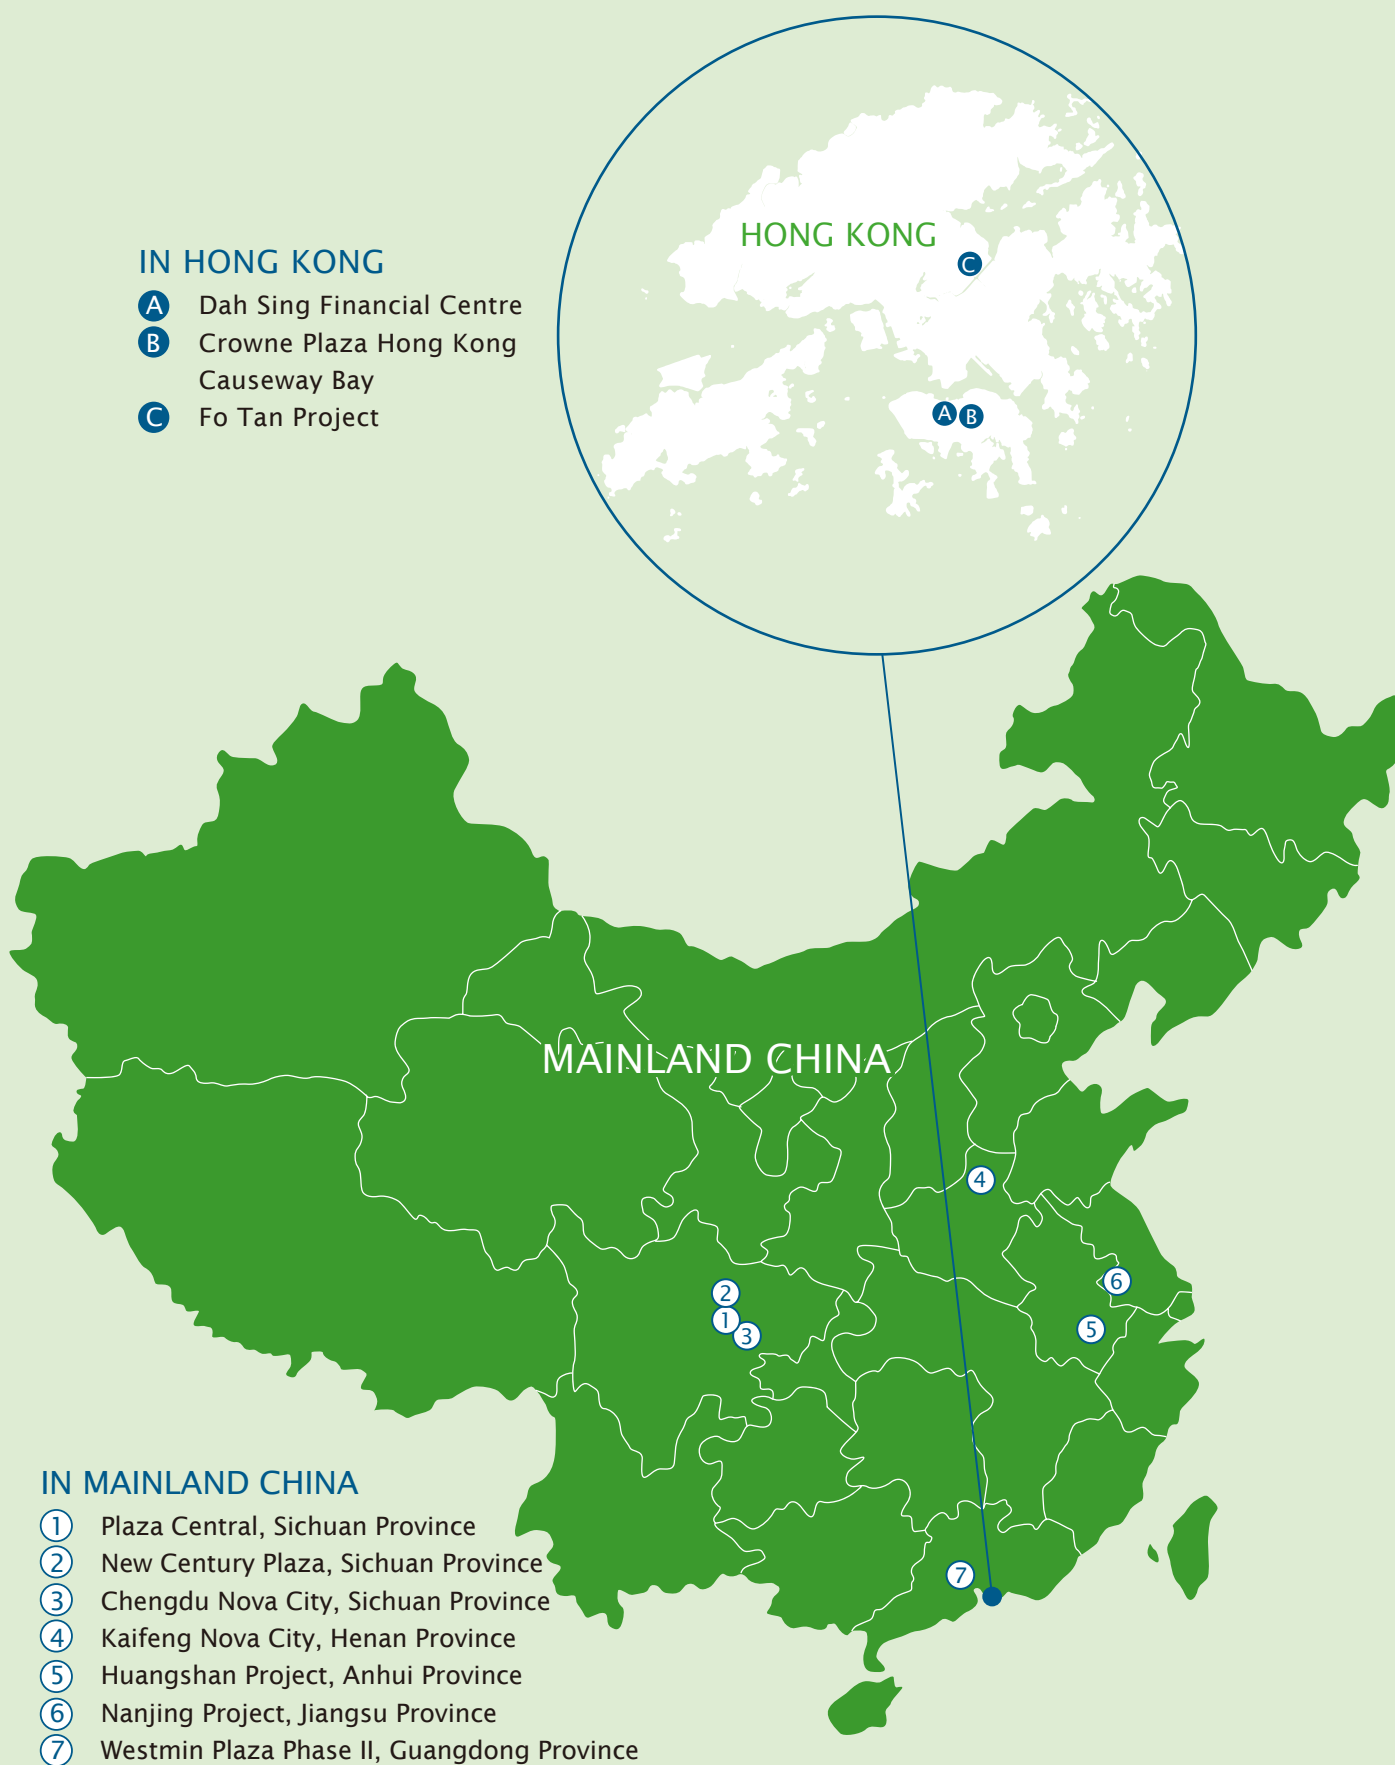 HONG KONG
C
A
B
IN HONG KONG
A Dah Sing Financial Centre
B Crowne Plaza Hong Kong
Causeway Bay
C Fo Tan Project
MAINLAND CHINA
4
6
2
1
3
5
7
IN MAINLAND CHINA
1 Plaza Central, Sichuan Province
2 New Century Plaza, Sichuan Province
3 Chengdu Nova City, Sichuan Province
4 Kaifeng Nova City, Henan Province
5 Huangshan Project, Anhui Province
6 Nanjing Project, Jiangsu Province
7 Westmin Plaza Phase II, Guangdong Province